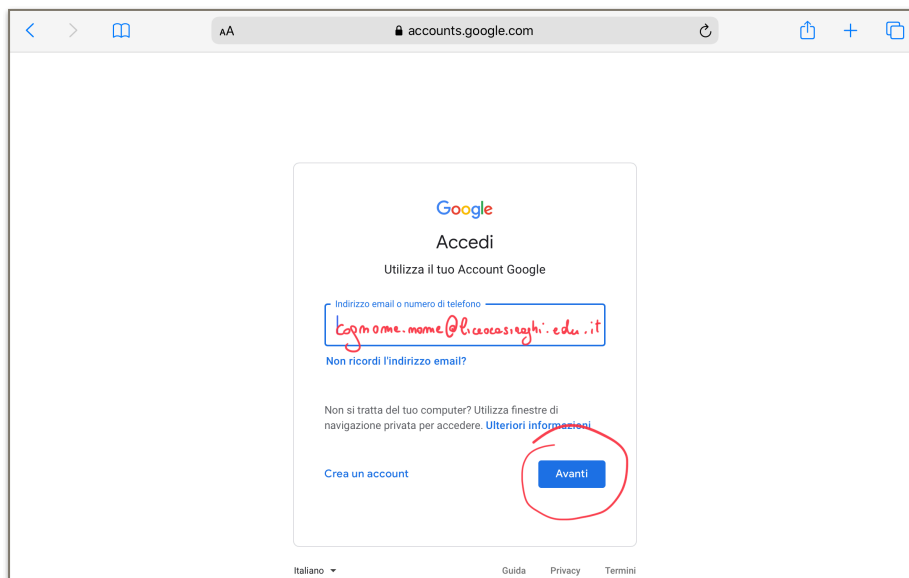 AA accounts.google.com
Google
Accedi
Utilizza il tuo Account Google
Indirizzo email o numero di telefono
cognome.nome@liceocasiraghi.edu.it
Non ricordi l'indirizzo email?
Non si tratta del tuo computer? Utilizza finestre di
navigazione privata per accedere. Ulteriori informazioni
Crea un account Avanti
Italiano Guida Privacy Termini